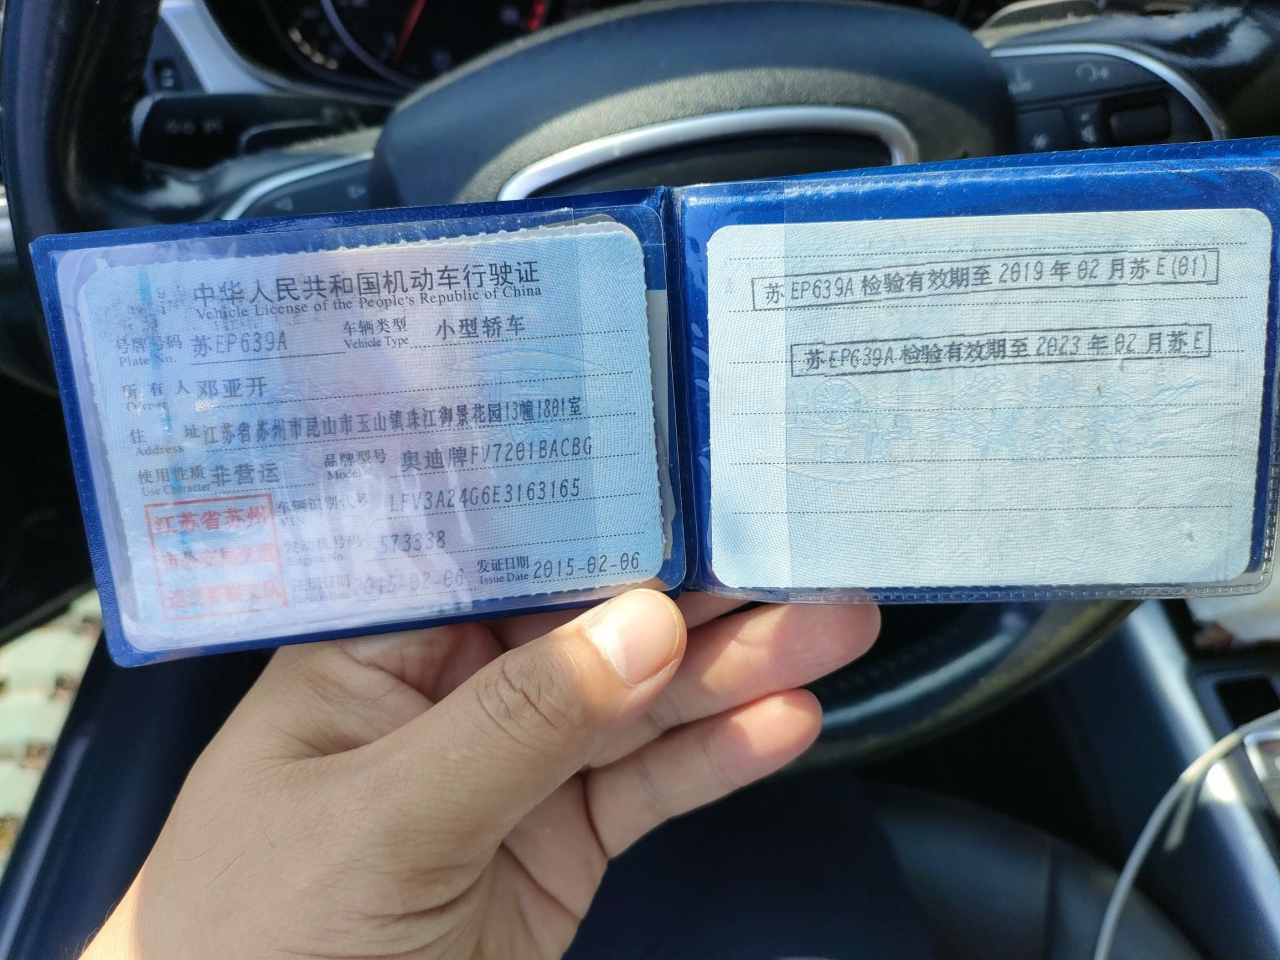 中华人民共和国机动车行驶证
Vehicle License of the People's Republic of China
号牌号码 苏EP639A 车辆类型 小型轿车
Plate No. Vehicle Type
所有人 邓亚开
Owner
住址 江苏省苏州市昆山市玉山镇珠江御景花园13幢1801室
Address
使用性质 非营运 品牌型号 奥迪牌FV7201BACBG
Use Character Model
江苏省苏州 车辆识别代号 LFV3A24G6E3163165
VIN
市公安局交通 发动机号码 573338
Engine No.
巡逻警察支队 注册日期 2015-02-06 发证日期 2015-02-06
Issue Date
苏EP639A 检验有效期至 2019 年 02 月苏 E(01)
苏EP639A 检验有效期至 2023 年 02 月苏 E